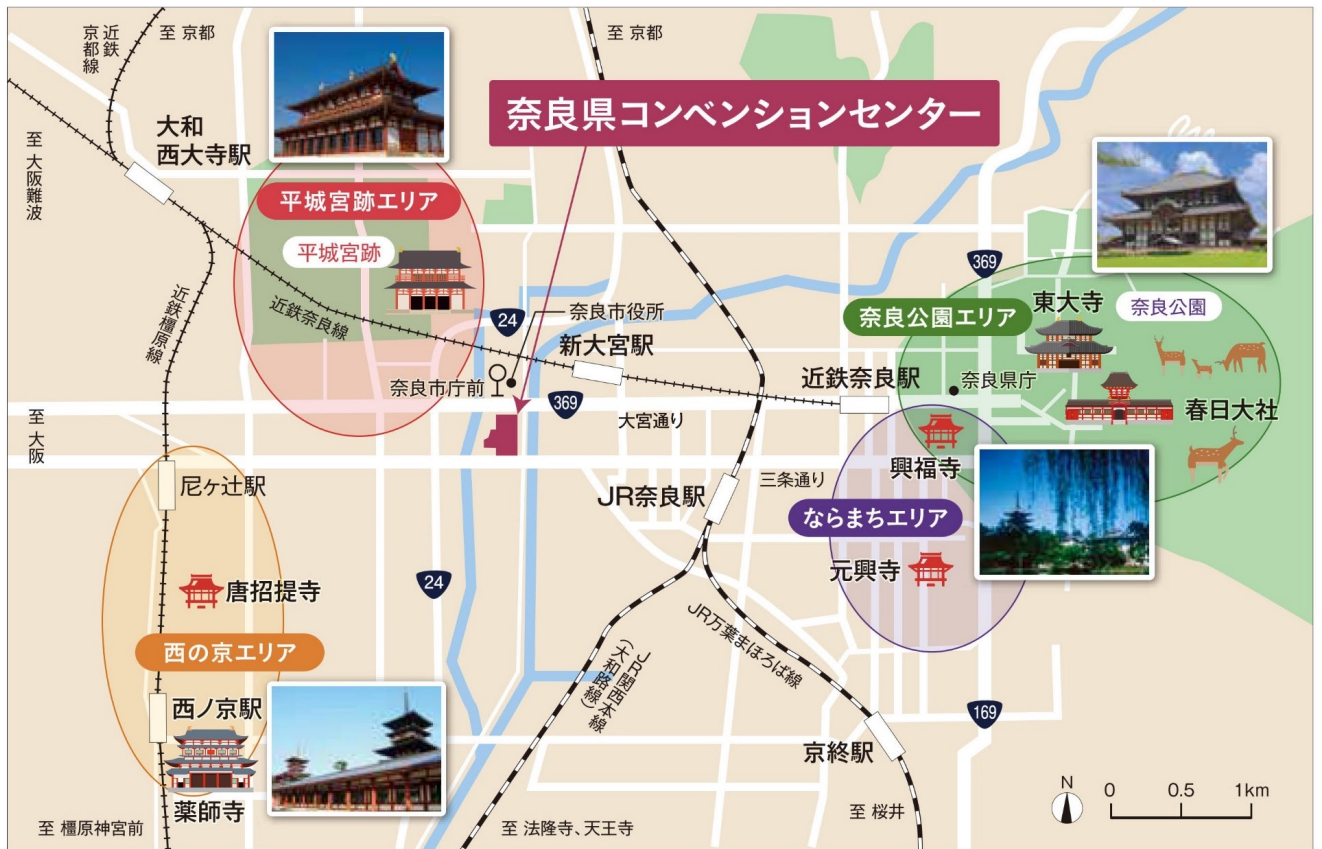 近鉄
京都線
至 京都
至 京都
奈良県コンベンションセンター
大和
西大寺駅
至 大阪難波
平城宮跡エリア
平城宮跡
369
東大寺
奈良公園
奈良公園エリア
近鉄橿原線
近鉄奈良線
24
奈良市役所
新大宮駅
近鉄奈良駅
奈良県庁
奈良市庁前
369
大宮通り
春日大社
至 大阪
興福寺
尼ヶ辻駅
三条通り
JR奈良駅
ならまちエリア
元興寺
24
唐招提寺
JR万葉まほろば線
西の京エリア
JR関西本線
(大和路線)
西ノ京駅
169
京終駅
N
0 0.5 1km
薬師寺
至 橿原神宮前
至 法隆寺、天王寺
至 桜井